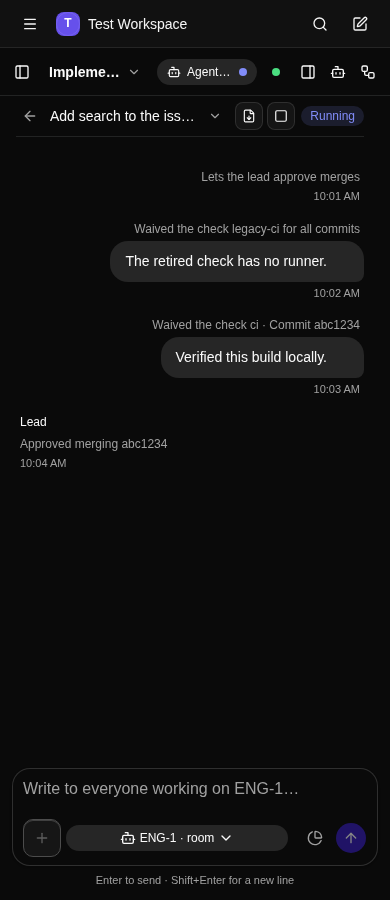 T Test Workspace
Impleme… Agent…
Add search to the iss… Running
Lets the lead approve merges
10:01 AM
Waived the check legacy-ci for all commits
The retired check has no runner.
10:02 AM
Waived the check ci · Commit abc1234
Verified this build locally.
10:03 AM
Lead
Approved merging abc1234
10:04 AM
Write to everyone working on ENG-1…
ENG-1 · room
Enter to send · Shift+Enter for a new line